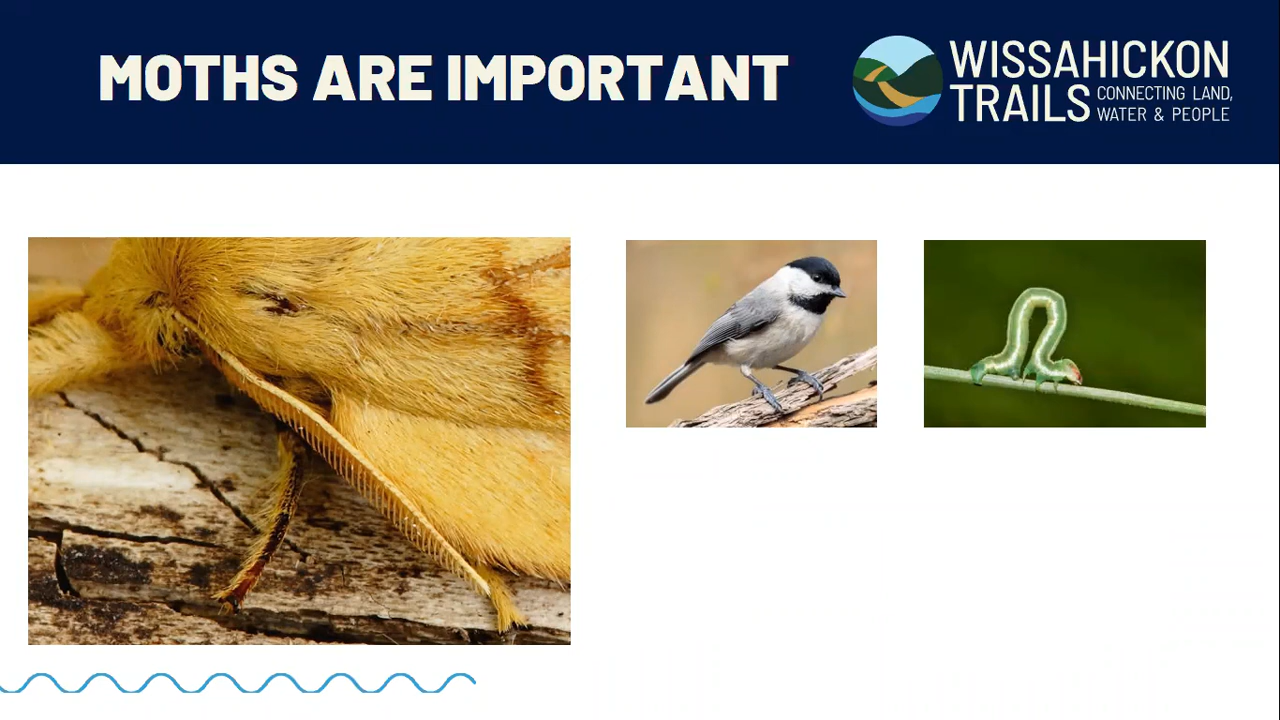 MOTHS ARE IMPORTANT
WISSAHICKON
TRAILS
CONNECTING LAND,
WATER & PEOPLE